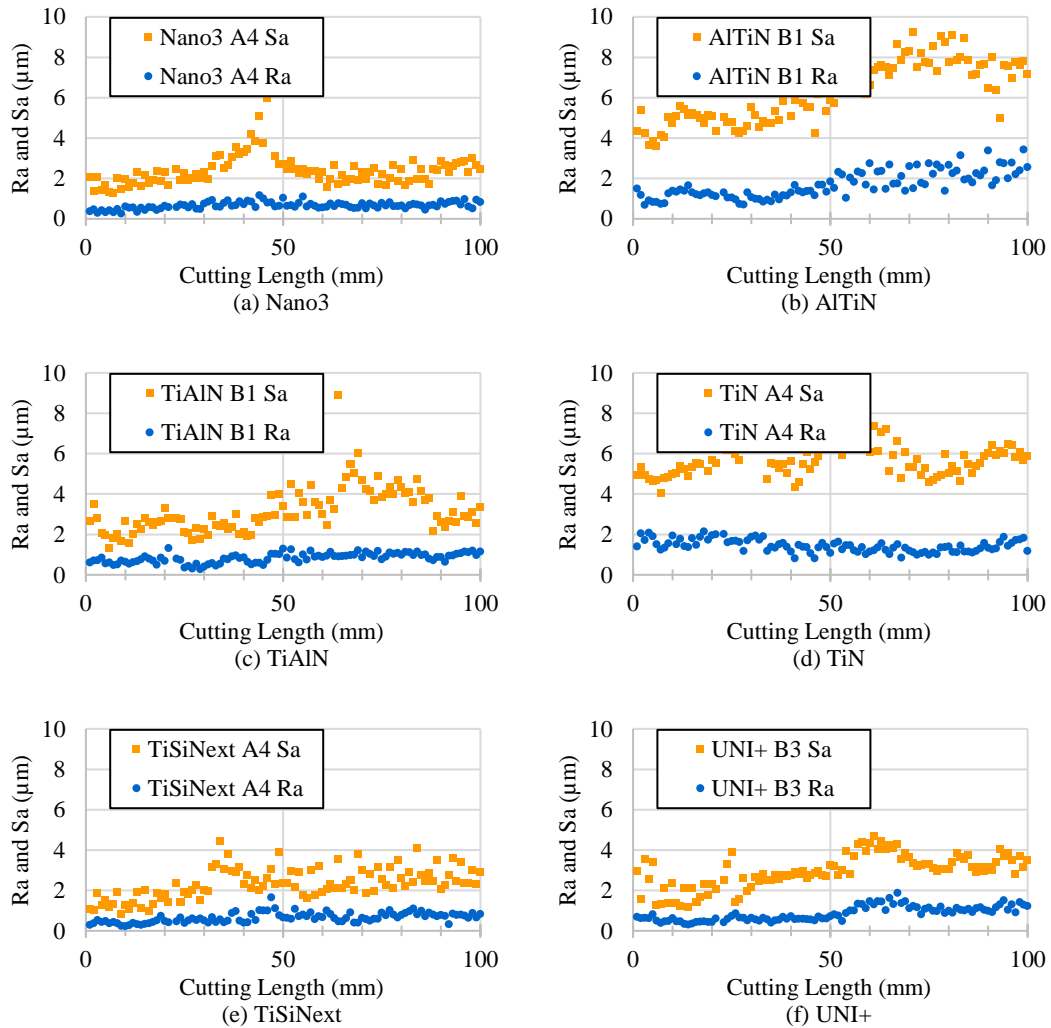 Ra and Sa (µm)
10
8
6
4
2
0
Nano3 A4 Sa
Nano3 A4 Ra
0
50
100
Cutting Length (mm)
(a) Nano3
Ra and Sa (µm)
10
8
6
4
2
0
AlTiN B1 Sa
AlTiN B1 Ra
0
50
100
Cutting Length (mm)
(b) AlTiN
Ra and Sa (µm)
10
8
6
4
2
0
TiAlN B1 Sa
TiAlN B1 Ra
0
50
100
Cutting Length (mm)
(c) TiAlN
Ra and Sa (µm)
10
8
6
4
2
0
TiN A4 Sa
TiN A4 Ra
0
50
100
Cutting Length (mm)
(d) TiN
Ra and Sa (µm)
10
8
6
4
2
0
TiSiNext A4 Sa
TiSiNext A4 Ra
0
50
100
Cutting Length (mm)
(e) TiSiNext
Ra and Sa (µm)
10
8
6
4
2
0
UNI+ B3 Sa
UNI+ B3 Ra
0
50
100
Cutting Length (mm)
(f) UNI+